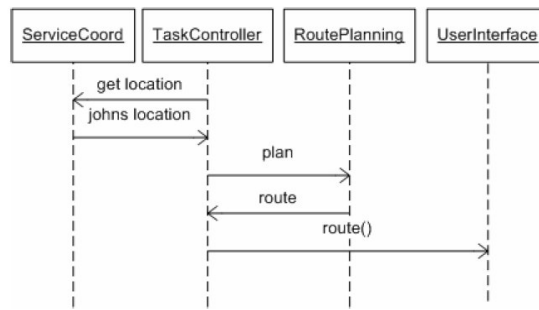 ServiceCoord TaskController RoutePlanning UserInterface
get location
johns location
plan
route
route()